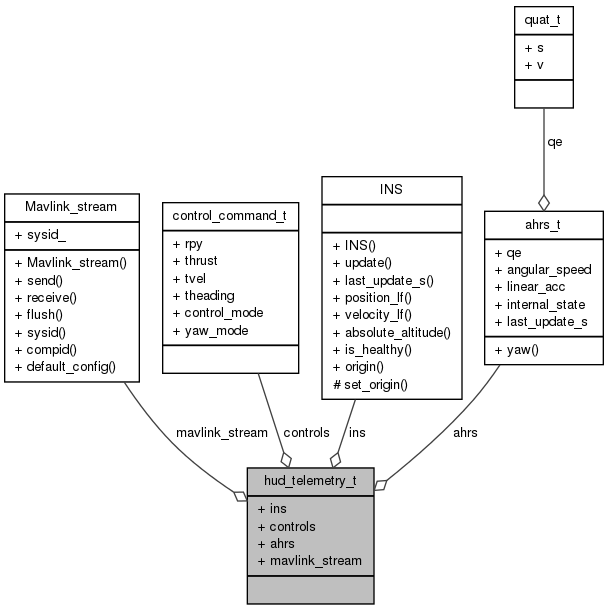 quat_t
+ s
+ v
qe
Mavlink_stream
+ sysid_
+ Mavlink_stream()
+ send()
+ receive()
+ flush()
+ sysid()
+ compid()
+ default_config()
control_command_t
+ rpy
+ thrust
+ tvel
+ theading
+ control_mode
+ yaw_mode
INS
+ INS()
+ update()
+ last_update_s()
+ position_lf()
+ velocity_lf()
+ absolute_altitude()
+ is_healthy()
+ origin()
# set_origin()
ahrs_t
+ qe
+ angular_speed
+ linear_acc
+ internal_state
+ last_update_s
+ yaw()
mavlink_stream
controls
ins
ahrs
hud_telemetry_t
+ ins
+ controls
+ ahrs
+ mavlink_stream